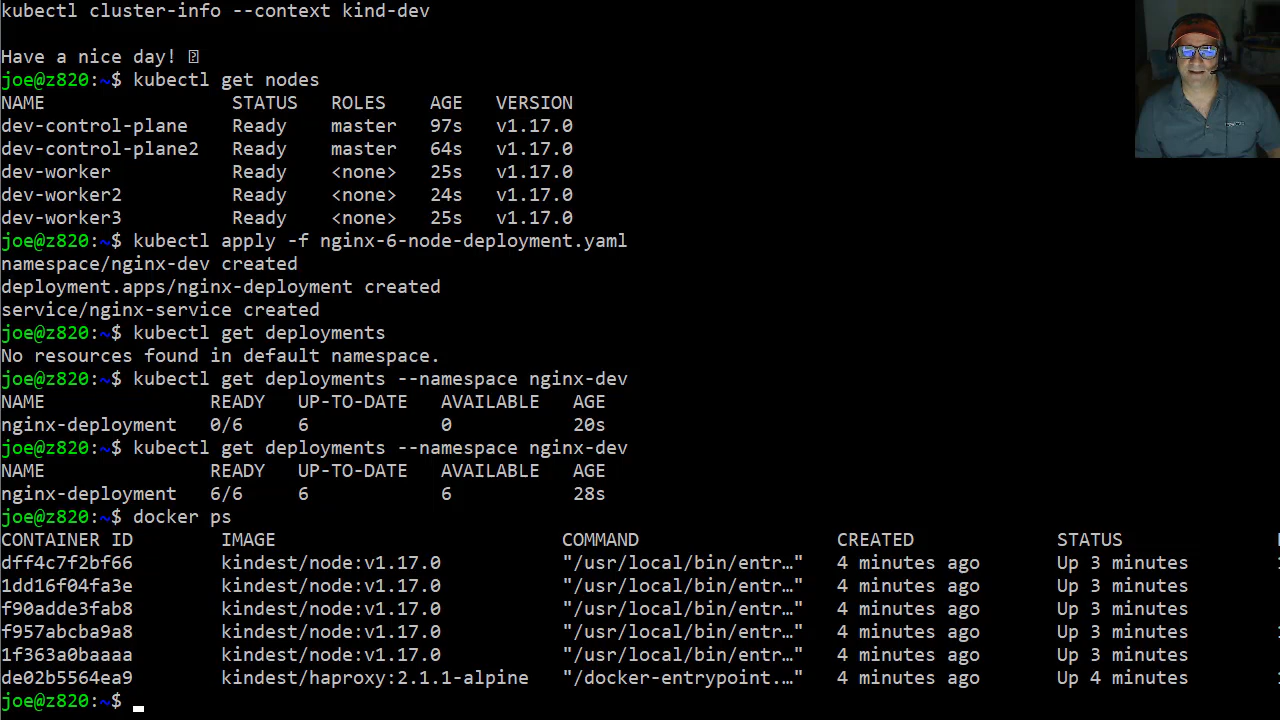 kubectl cluster-info --context kind-dev
Have a nice day!
joe@z820:~$ kubectl get nodes
NAME STATUS ROLES AGE VERSION
dev-control-plane Ready master 97s v1.17.0
dev-control-plane2 Ready master 64s v1.17.0
dev-worker Ready <none> 25s v1.17.0
dev-worker2 Ready <none> 24s v1.17.0
dev-worker3 Ready <none> 25s v1.17.0
joe@z820:~$ kubectl apply -f nginx-6-node-deployment.yaml
namespace/nginx-dev created
deployment.apps/nginx-deployment created
service/nginx-service created
joe@z820:~$ kubectl get deployments
No resources found in default namespace.
joe@z820:~$ kubectl get deployments --namespace nginx-dev
NAME READY UP-TO-DATE AVAILABLE AGE
nginx-deployment 0/6 6 0 20s
joe@z820:~$ kubectl get deployments --namespace nginx-dev
NAME READY UP-TO-DATE AVAILABLE AGE
nginx-deployment 6/6 6 6 28s
joe@z820:~$ docker ps
CONTAINER ID IMAGE COMMAND CREATED STATUS
dff4c7f2bf66 kindest/node:v1.17.0 "/usr/local/bin/entr…" 4 minutes ago Up 3 minutes
1dd16f04fa3e kindest/node:v1.17.0 "/usr/local/bin/entr…" 4 minutes ago Up 3 minutes
f90adde3fab8 kindest/node:v1.17.0 "/usr/local/bin/entr…" 4 minutes ago Up 3 minutes
f957abcba9a8 kindest/node:v1.17.0 "/usr/local/bin/entr…" 4 minutes ago Up 3 minutes
1f363a0baaaa kindest/node:v1.17.0 "/usr/local/bin/entr…" 4 minutes ago Up 3 minutes
de02b5564ea9 kindest/haproxy:2.1.1-alpine "/docker-entrypoint.…" 4 minutes ago Up 4 minutes
joe@z820:~$